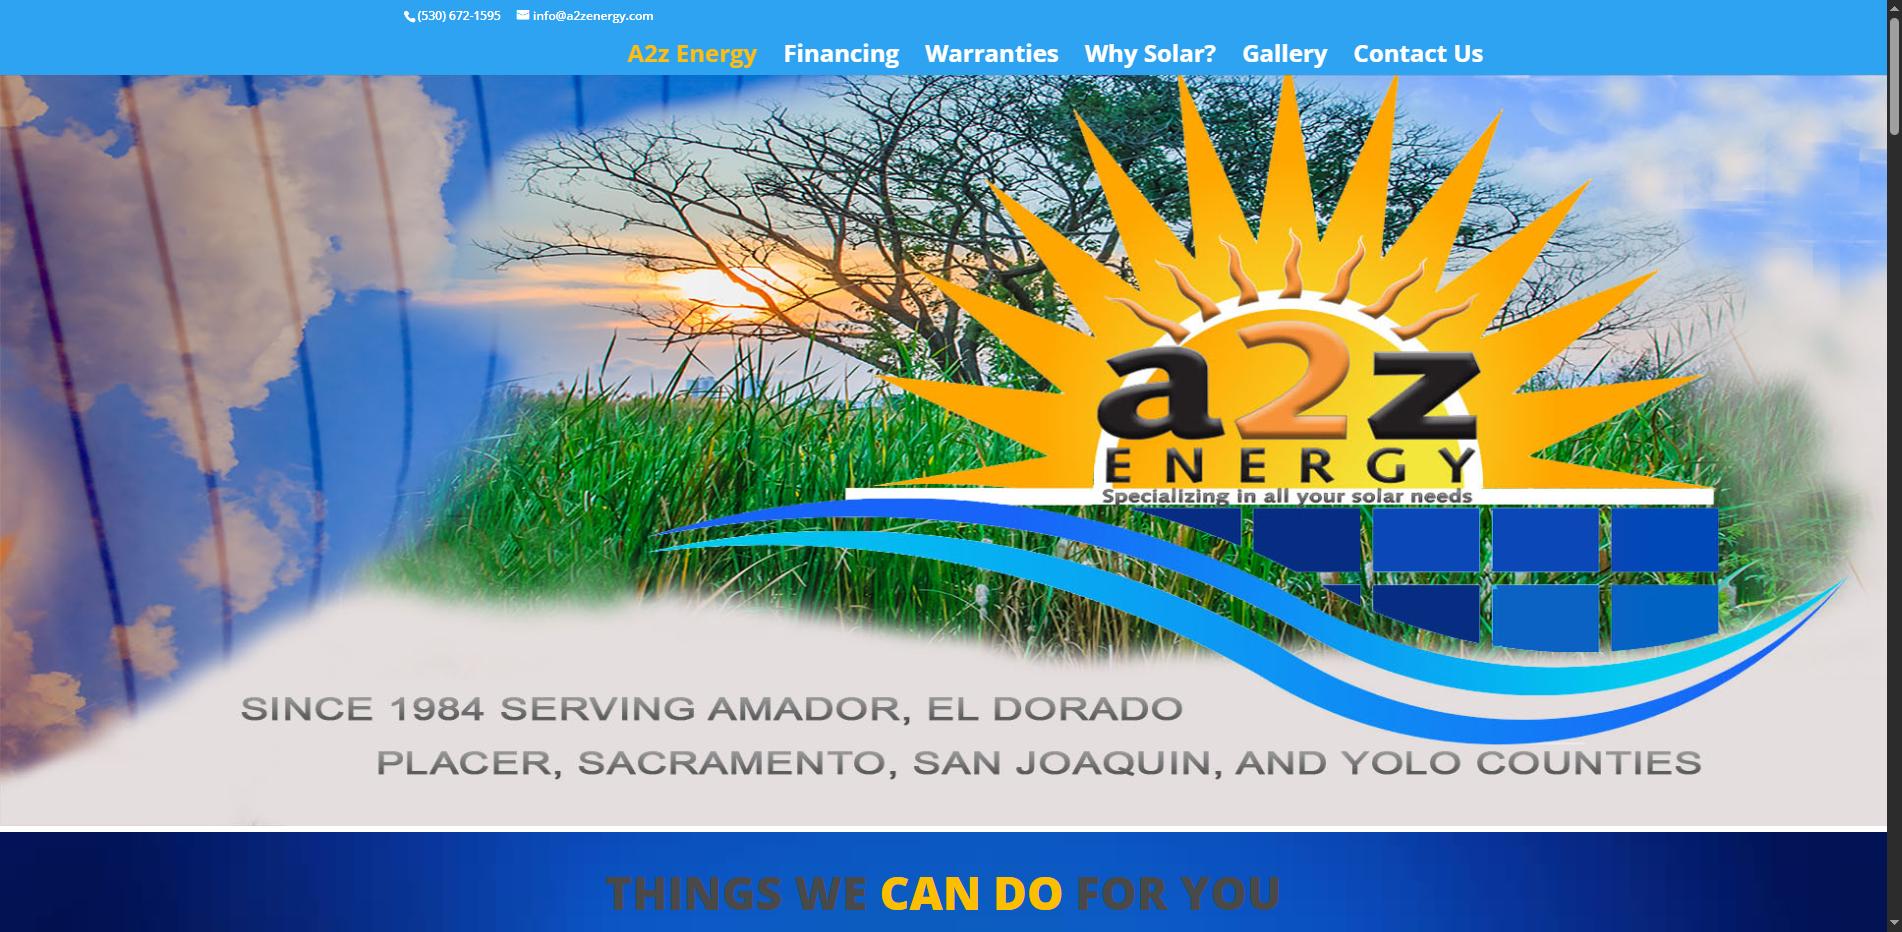 (530) 672-1595 info@a2zenergy.com
A2z Energy Financing Warranties Why Solar? Gallery Contact Us
a2z
ENERGY
Specializing in all your solar needs
SINCE 1984 SERVING AMADOR, EL DORADO
PLACER, SACRAMENTO, SAN JOAQUIN, AND YOLO COUNTIES
THINGS WE CAN DO FOR YOU